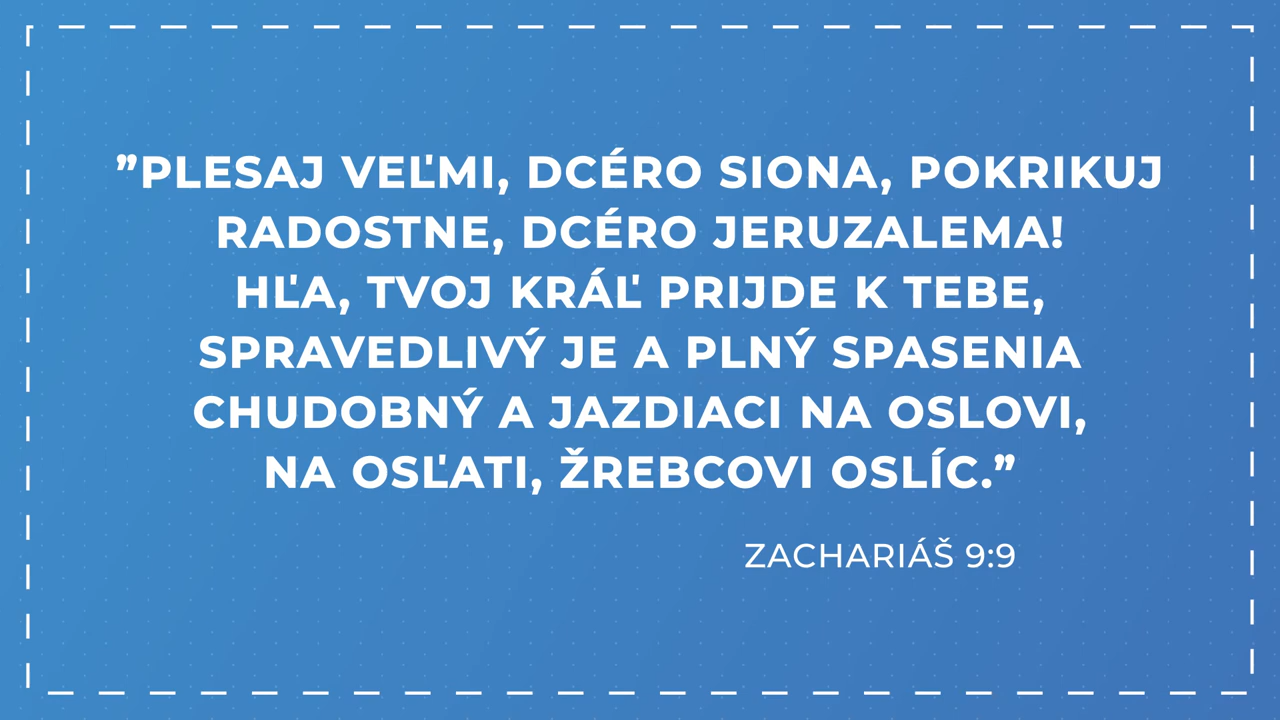 ”PLESAJ VEĽMI, DCÉRO SIONA, POKRIKUJ
RADOSTNE, DCÉRO JERUZALEMA!
HĽA, TVOJ KRÁĽ PRIJDE K TEBE,
SPRAVEDLIVÝ JE A PLNÝ SPASENIA
CHUDOBNÝ A JAZDIACI NA OSLOVI,
NA OSĽATI, ŽREBCOVI OSLÍC.”
ZACHARIÁŠ 9:9